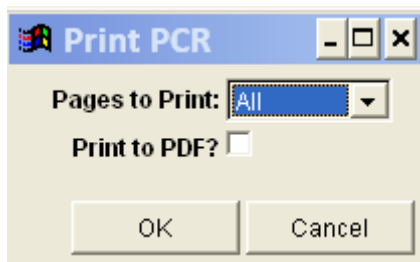 Print PCR
Pages to Print: All
Print to PDF?
OK Cancel